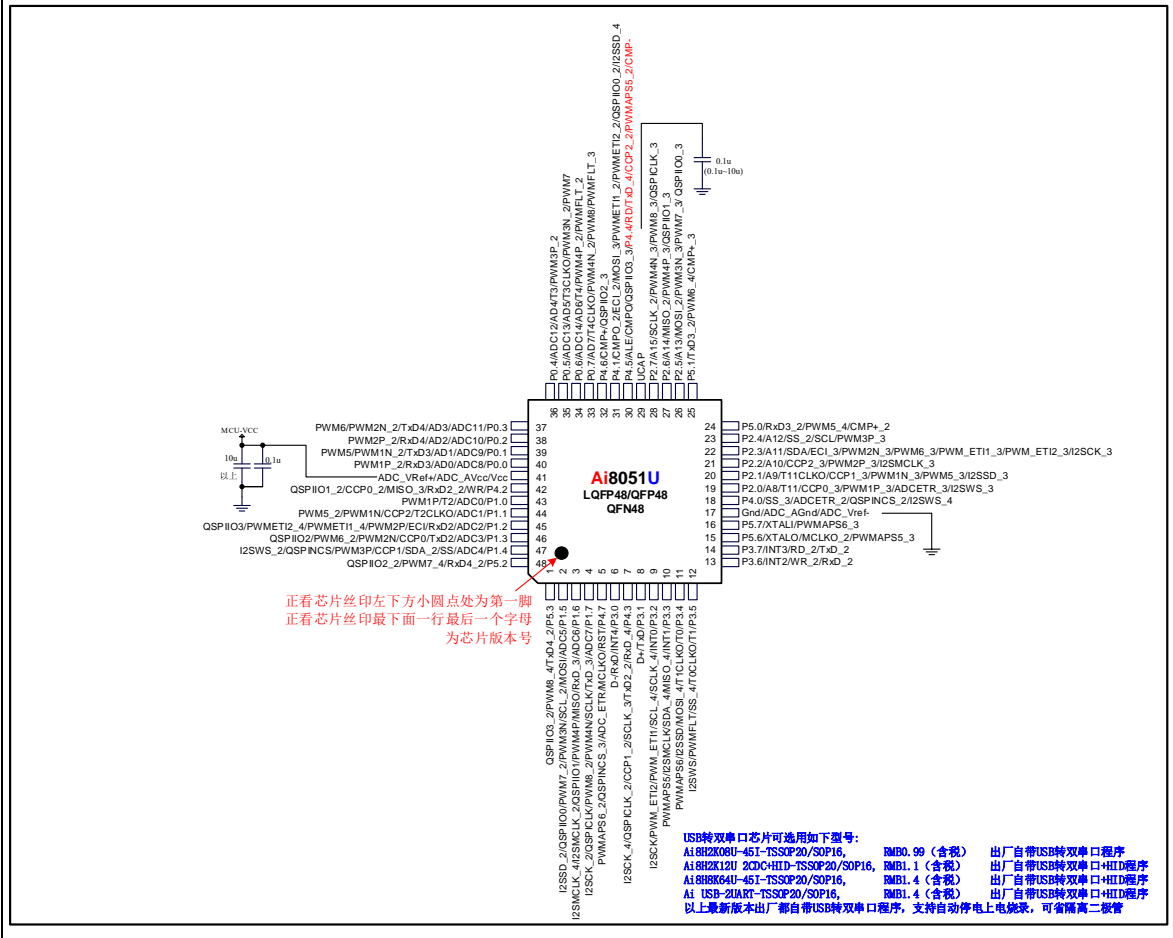 P0.4/ADC12/AD4/T3/PWM3P_2
P0.5/ADC13/AD5/T3CLKO/PWM3N_2/PWM7
P0.6/ADC14/AD6/T4/PWM4P_2/PWMFLT_2
P0.7/AD7/T4CLKO/PWM4N_2/PWM8/PWMFLT_3
P4.6/CMP+/QSPIIO2_3
P4.1/CMPO_2/ECI_2/MOSI_3/PWMETI1_2/PWMETI2_2/QSPIIO0_2/I2SSD_4
P4.5/ALE/CMPO/QSPIIO3_3/P4.4/RD/TxD_4/CCP2_2/PWMAPS5_2/CMP-
UCAP
P2.7/A15/SCLK_2/PWM4N_3/PWM8_3/QSPICLK_3
P2.6/A14/MISO_2/PWM4P_3/QSPIIO1_3
P2.5/A13/MOSI_2/PWM3N_3/PWM7_3/ QSPIIO0_3
P5.1/TxD3_2/PWM6_4/CMP+_3
0.1u
(0.1u~10u)
36 35 34 33 32 31 30 29 28 27 26 25
MCU-VCC
10u
以上
0.1u
PWM6/PWM2N_2/TxD4/AD3/ADC11/P0.3 37
PWM2P_2/RxD4/AD2/ADC10/P0.2 38
PWM5/PWM1N_2/TxD3/AD1/ADC9/P0.1 39
PWM1P_2/RxD3/AD0/ADC8/P0.0 40
ADC_VRef+/ADC_AVcc/Vcc 41
QSPIIO1_2/CCP0_2/MISO_3/RxD2_2/WR/P4.2 42
PWM1P/T2/ADC0/P1.0 43
PWM5_2/PWM1N/CCP2/T2CLKO/ADC1/P1.1 44
QSPIIO3/PWMETI2_4/PWMETI1_4/PWM2P/ECI/RxD2/ADC2/P1.2 45
QSPIIO2/PWM6_2/PWM2N/CCP0/TxD2/ADC3/P1.3 46
I2SWS_2/QSPINCS/PWM3P/CCP1/SDA_2/SS/ADC4/P1.4 47
QSPIIO2_2/PWM7_4/RxD4_2/P5.2 48
Ai8051U
LQFP48/QFP48
QFN48
24 P5.0/RxD3_2/PWM5_4/CMP+_2
23 P2.4/A12/SS_2/SCL/PWM3P_3
22 P2.3/A11/SDA/ECI_3/PWM2N_3/PWM6_3/PWM_ETI1_3/PWM_ETI2_3/I2SCK_3
21 P2.2/A10/CCP2_3/PWM2P_3/I2SMCLK_3
20 P2.1/A9/T11CLKO/CCP1_3/PWM1N_3/PWM5_3/I2SSD_3
19 P2.0/A8/T11/CCP0_3/PWM1P_3/ADCETR_3/I2SWS_3
18 P4.0/SS_3/ADCETR_2/QSPINCS_2/I2SWS_4
17 Gnd/ADC_AGnd/ADC_Vref-
16 P5.7/XTALI/PWMAPS6_3
15 P5.6/XTALO/MCLKO_2/PWMAPS5_3
14 P3.7/INT3/RD_2/TxD_2
13 P3.6/INT2/WR_2/RxD_2
1 2 3 4 5 6 7 8 9 10 11 12
正看芯片丝印左下方小圆点处为第一脚
正看芯片丝印最下面一行最后一个字母
为芯片版本号
QSPIIO3_2/PWM8_4/TxD4_2/P5.3
I2SSD_2/QSPIIO0/PWM7_2/PWM3N/SCL_2/MOSI/ADC5/P1.5
I2SMCLK_4/I2SMCLK_2/QSPIIO1/PWM4P/MISO/RxD_3/ADC6/P1.6
I2SCK_2/QSPICLK/PWM8_2/PWM4N/SCLK/TxD_3/ADC7/P1.7
PWMAPS6_2/QSPINCS_3/ADC_ETR/MCLKO/RST/P4.7
D-/RxD/INT4/P3.0
I2SCK_4/QSPICLK_2/CCP1_2/SCLK_3/TxD2_2/RxD_4/P4.3
D+/TxD/P3.1
I2SCK/PWM_ETI2/PWM_ETI1/SCL_4/SCLK_4/INT0/P3.2
PWMAPS5/I2SMCLK/SDA_4/MISO_4/INT1/P3.3
PWMAPS6/I2SSD/MOSI_4/T1CLKO/T0/P3.4
I2SWS/PWMFLT/SS_4/T0CLKO/T1/P3.5
USB转双串口芯片可选用如下型号:
Ai8H2K08U-45I-TSSOP20/SOP16, RMB0.99（含税） 出厂自带USB转双串口程序
Ai8H2K12U 2CDC+HID-TSSOP20/SOP16, RMB1.1（含税） 出厂自带USB转双串口+HID程序
Ai8H8K64U-45I-TSSOP20/SOP16, RMB1.4（含税） 出厂自带USB转双串口+HID程序
Ai USB-2UART-TSSOP20/SOP16, RMB1.4（含税） 出厂自带USB转双串口+HID程序
以上最新版本出厂都自带USB转双串口程序，支持自动停电上电烧录，可省隔离二极管